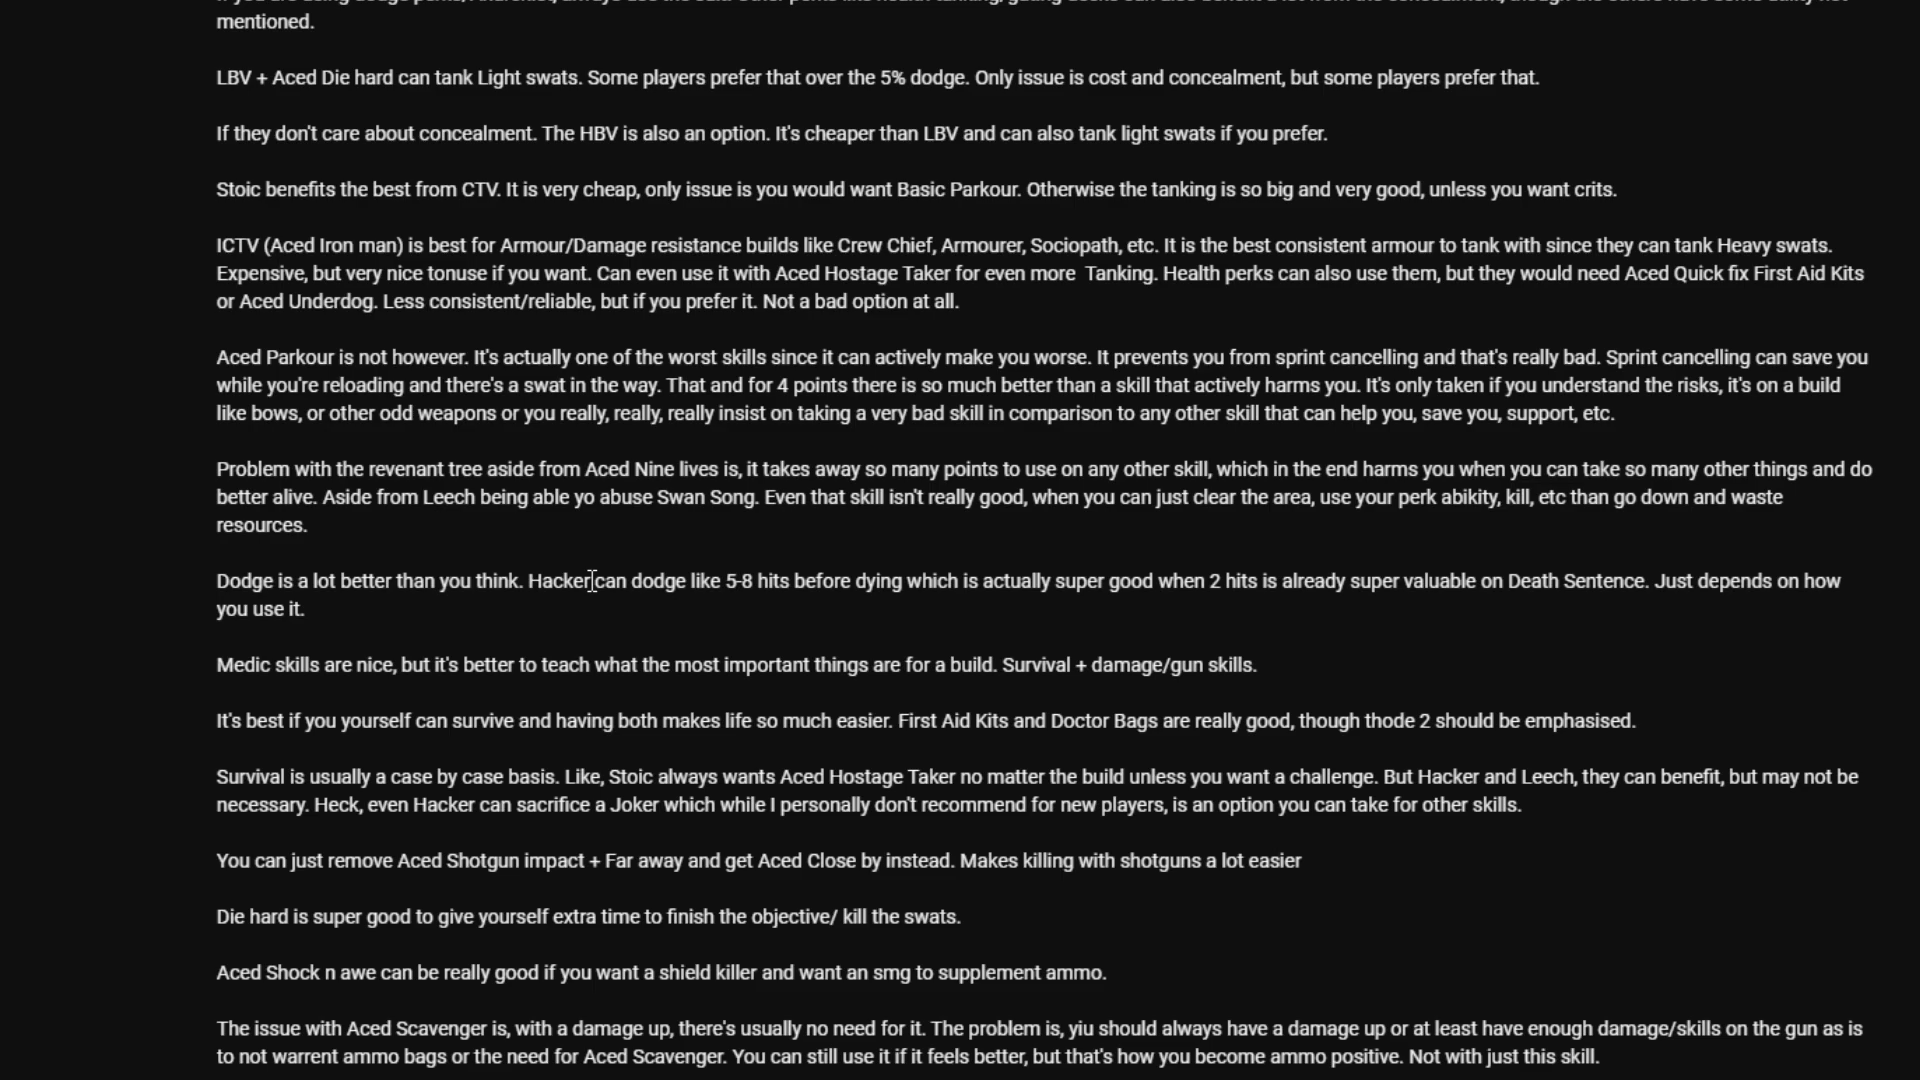 mentioned.
LBV + Aced Die hard can tank Light swats. Some players prefer that over the 5% dodge. Only issue is cost and concealment, but some players prefer that.
If they don't care about concealment. The HBV is also an option. It's cheaper than LBV and can also tank light swats if you prefer.
Stoic benefits the best from CTV. It is very cheap, only issue is you would want Basic Parkour. Otherwise the tanking is so big and very good, unless you want crits.
ICTV (Aced Iron man) is best for Armour/Damage resistance builds like Crew Chief, Armourer, Sociopath, etc. It is the best consistent armour to tank with since they can tank Heavy swats.
Expensive, but very nice tonuse if you want. Can even use it with Aced Hostage Taker for even more  Tanking. Health perks can also use them, but they would need Aced Quick fix First Aid Kits
or Aced Underdog. Less consistent/reliable, but if you prefer it. Not a bad option at all.
Aced Parkour is not however. It's actually one of the worst skills since it can actively make you worse. It prevents you from sprint cancelling and that's really bad. Sprint cancelling can save you
while you're reloading and there's a swat in the way. That and for 4 points there is so much better than a skill that actively harms you. It's only taken if you understand the risks, it's on a build
like bows, or other odd weapons or you really, really, really insist on taking a very bad skill in comparison to any other skill that can help you, save you, support, etc.
Problem with the revenant tree aside from Aced Nine lives is, it takes away so many points to use on any other skill, which in the end harms you when you can take so many other things and do
better alive. Aside from Leech being able yo abuse Swan Song. Even that skill isn't really good, when you can just clear the area, use your perk abikity, kill, etc than go down and waste
resources.
Dodge is a lot better than you think. Hacker can dodge like 5-8 hits before dying which is actually super good when 2 hits is already super valuable on Death Sentence. Just depends on how
you use it.
Medic skills are nice, but it's better to teach what the most important things are for a build. Survival + damage/gun skills.
It's best if you yourself can survive and having both makes life so much easier. First Aid Kits and Doctor Bags are really good, though thode 2 should be emphasised.
Survival is usually a case by case basis. Like, Stoic always wants Aced Hostage Taker no matter the build unless you want a challenge. But Hacker and Leech, they can benefit, but may not be
necessary. Heck, even Hacker can sacrifice a Joker which while I personally don't recommend for new players, is an option you can take for other skills.
You can just remove Aced Shotgun impact + Far away and get Aced Close by instead. Makes killing with shotguns a lot easier
Die hard is super good to give yourself extra time to finish the objective/ kill the swats.
Aced Shock n awe can be really good if you want a shield killer and want an smg to supplement ammo.
The issue with Aced Scavenger is, with a damage up, there's usually no need for it. The problem is, yiu should always have a damage up or at least have enough damage/skills on the gun as is
to not warrent ammo bags or the need for Aced Scavenger. You can still use it if it feels better, but that's how you become ammo positive. Not with just this skill.